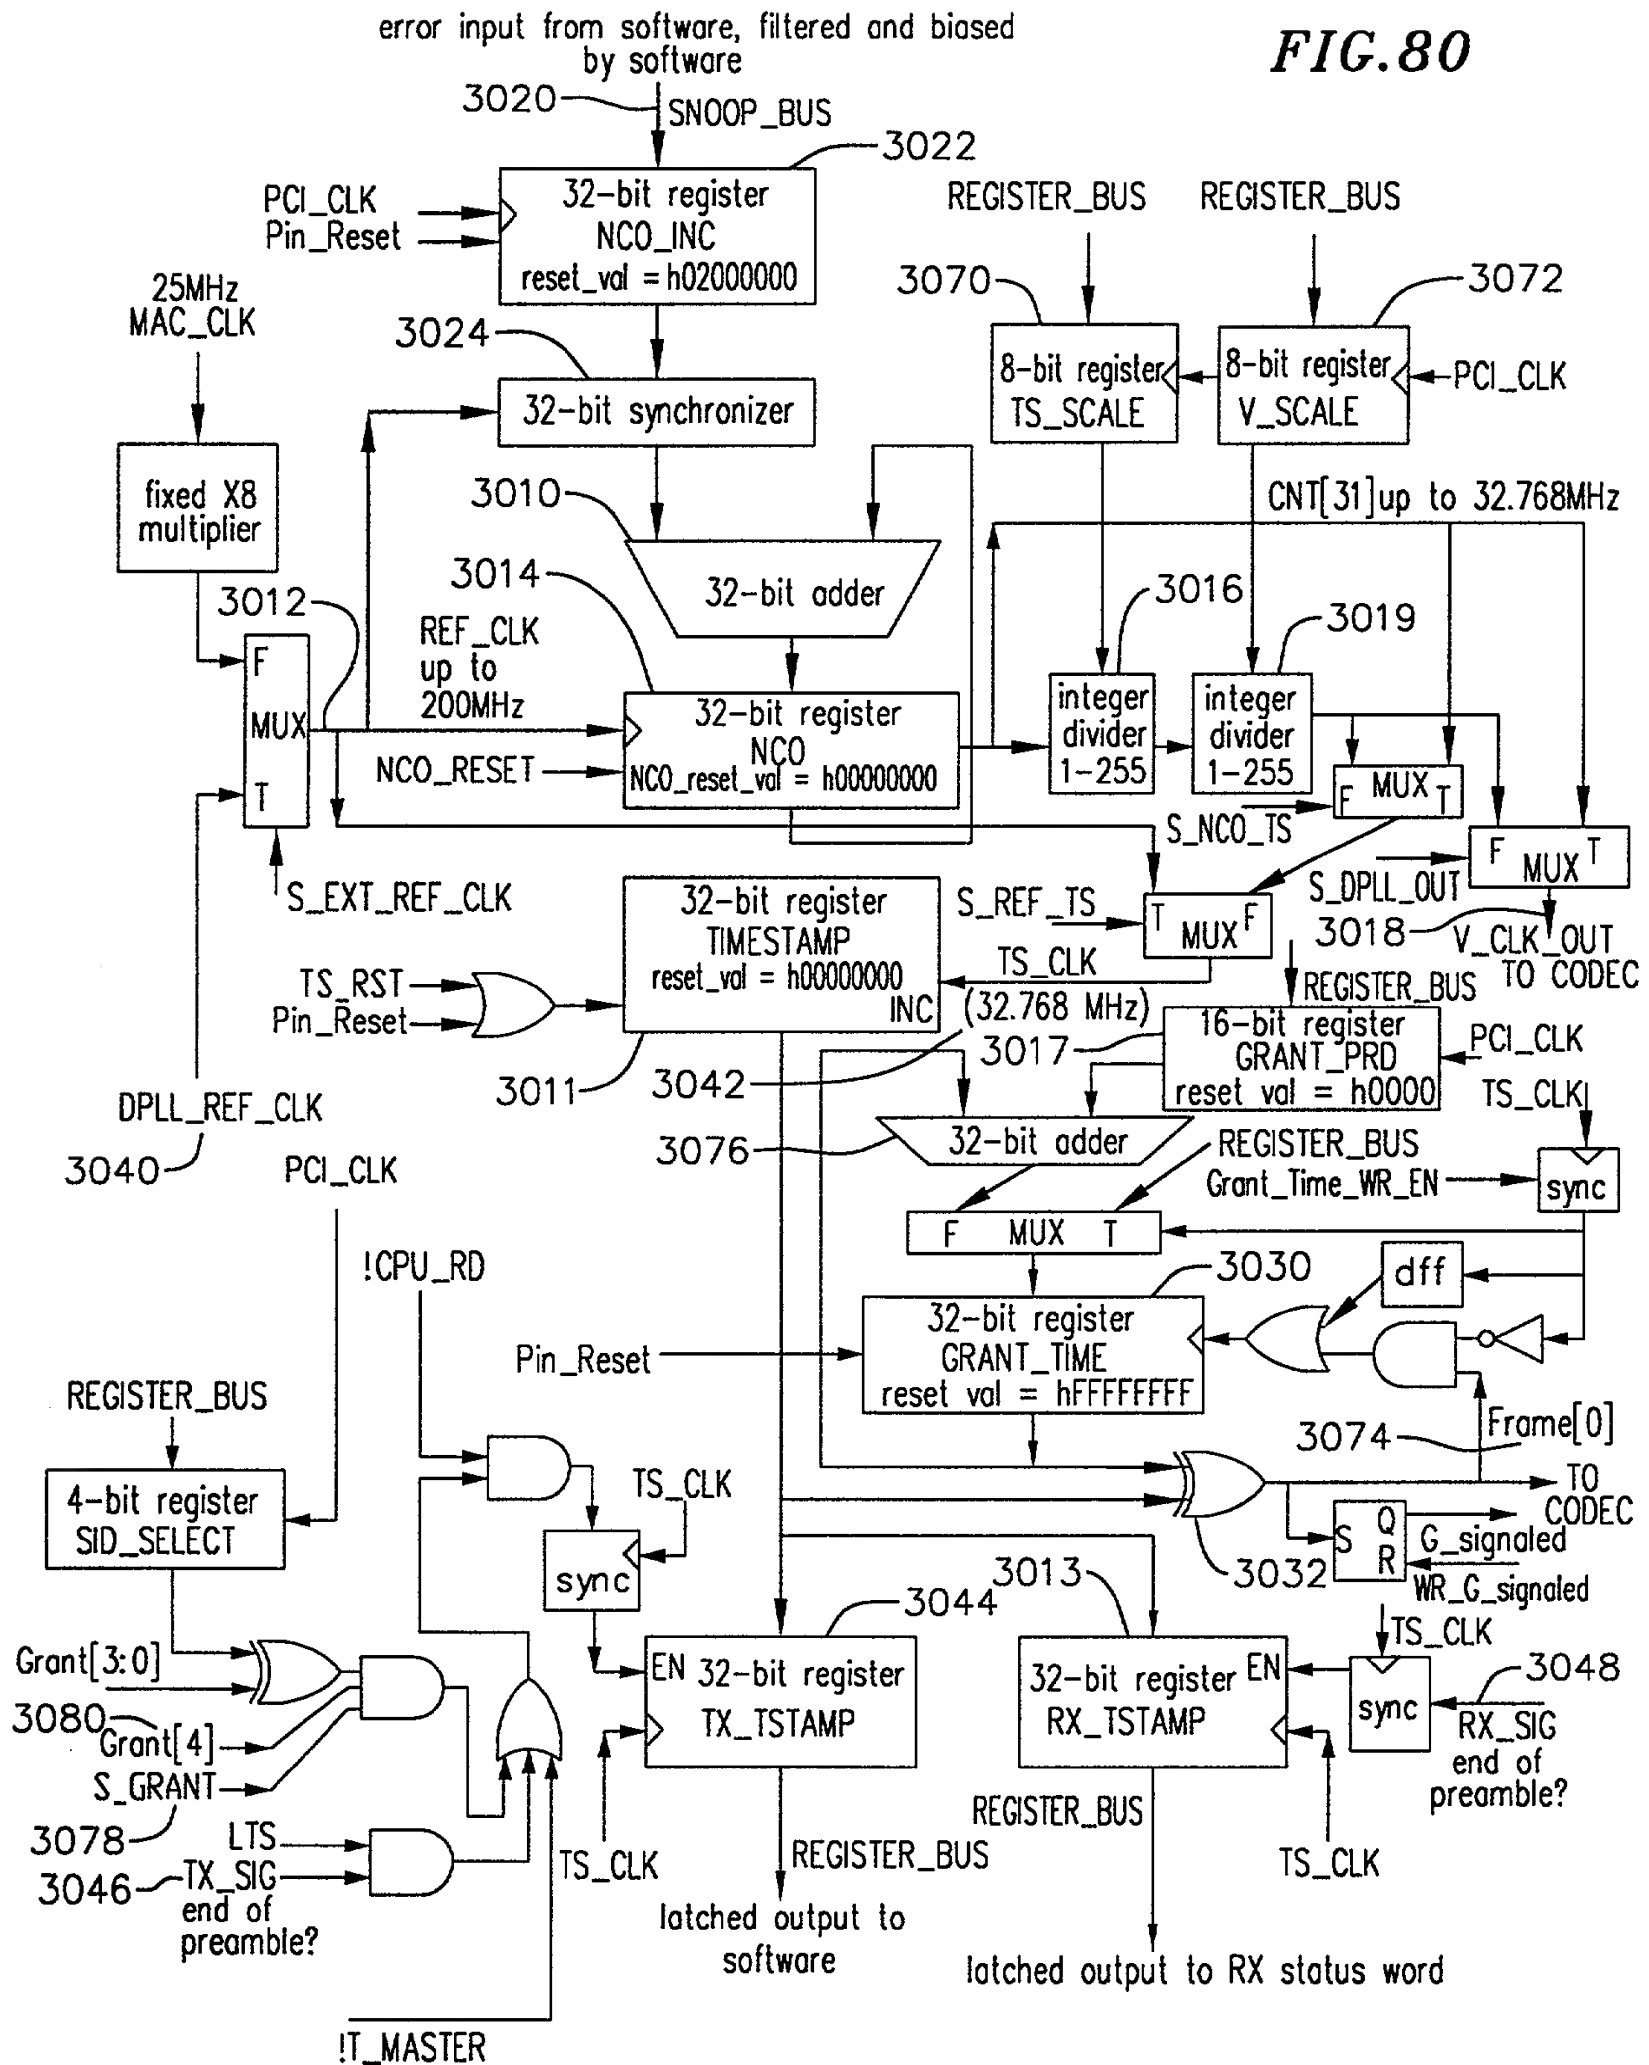 error input from software, filtered and biased
by software
FIG.80
3020
SNOOP_BUS
3022
PCI_CLK
Pin_Reset
32-bit register
NCO_INC
reset_val = h02000000
REGISTER_BUS
REGISTER_BUS
25MHz
MAC_CLK
3024
3070
3072
32-bit synchronizer
8-bit register
TS_SCALE
8-bit register
V_SCALE
PCI_CLK
fixed X8
multiplier
3010
CNT[31]up to 32.768MHz
32-bit adder
3012
3014
3016
3019
F
MUX
T
REF_CLK
up to
200MHz
NCO_RESET
32-bit register
NCO
NCO_reset_val = h00000000
integer
divider
1-255
integer
divider
1-255
F MUX T
S_NCO_TS
F MUX T
S_DPLL_OUT
3018
V_CLK_OUT
TO CODEC
S_EXT_REF_CLK
32-bit register
TIMESTAMP
reset_val = h00000000
INC
S_REF_TS
T MUX F
TS_CLK
(32.768 MHz)
TS_RST
Pin_Reset
3011
3042
3017
REGISTER_BUS
16-bit register
GRANT_PRD
reset val = h0000
PCI_CLK
TS_CLK
DPLL_REF_CLK
3040
PCI_CLK
3076
32-bit adder
REGISTER_BUS
Grant_Time_WR_EN
sync
F MUX T
!CPU_RD
3030
dff
32-bit register
GRANT_TIME
reset val = hFFFFFFFF
Pin_Reset
REGISTER_BUS
4-bit register
SID_SELECT
3074
Frame[0]
TO
CODEC
TS_CLK
sync
S Q
R
G_signaled
WR_G_signaled
3032
3013
3044
TS_CLK
Grant[3:0]
3080
Grant[4]
S_GRANT
3078
EN 32-bit register
TX_TSTAMP
32-bit register EN
RX_TSTAMP
sync
3048
RX_SIG
end of
preamble?
LTS
3046
TX_SIG
end of
preamble?
TS_CLK
REGISTER_BUS
REGISTER_BUS
TS_CLK
latched output to
software
latched output to RX status word
!T_MASTER